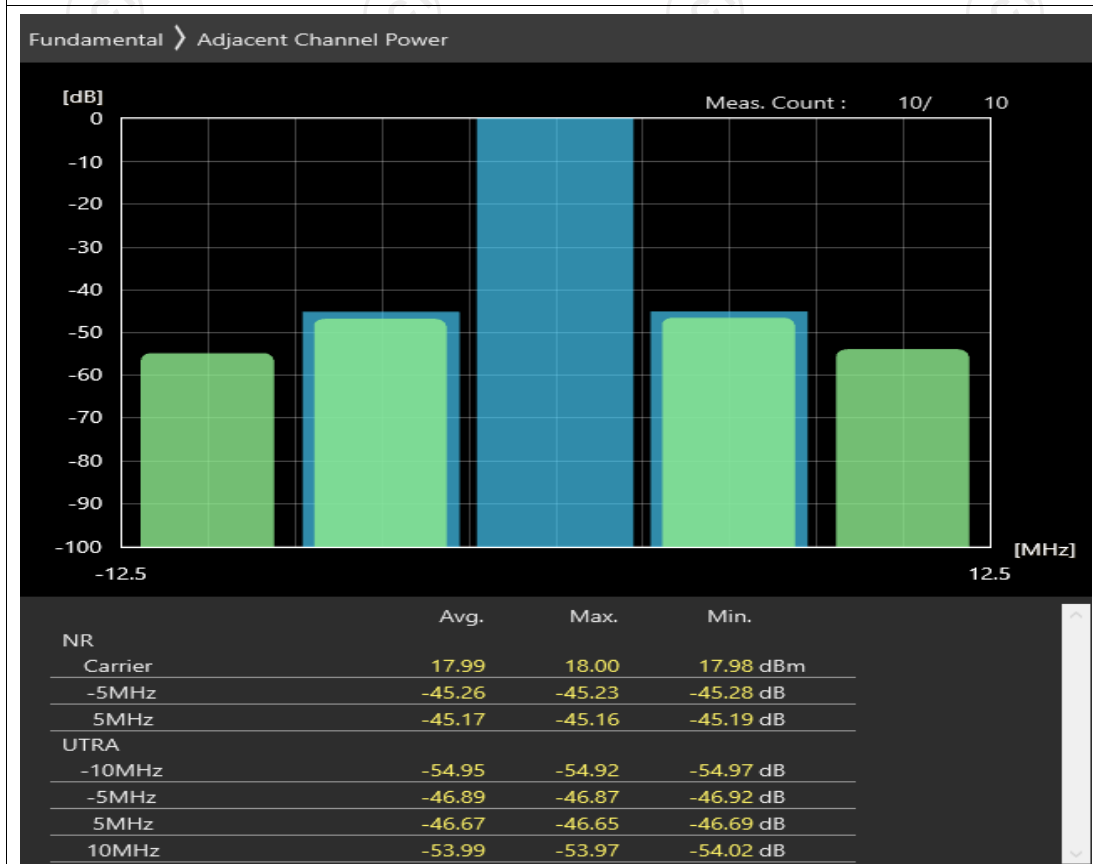 Fundamental ❯ Adjacent Channel Power
[dB]
Meas. Count : 10/ 10
0
-10
-20
-30
-40
-50
-60
-70
-80
-90
-100
[MHz]
-12.5 12.5
Avg. Max. Min.
NR
Carrier 17.99 18.00 17.98 dBm
-5MHz -45.26 -45.23 -45.28 dB
5MHz -45.17 -45.16 -45.19 dB
UTRA
-10MHz -54.95 -54.92 -54.97 dB
-5MHz -46.89 -46.87 -46.92 dB
5MHz -46.67 -46.65 -46.69 dB
10MHz -53.99 -53.97 -54.02 dB